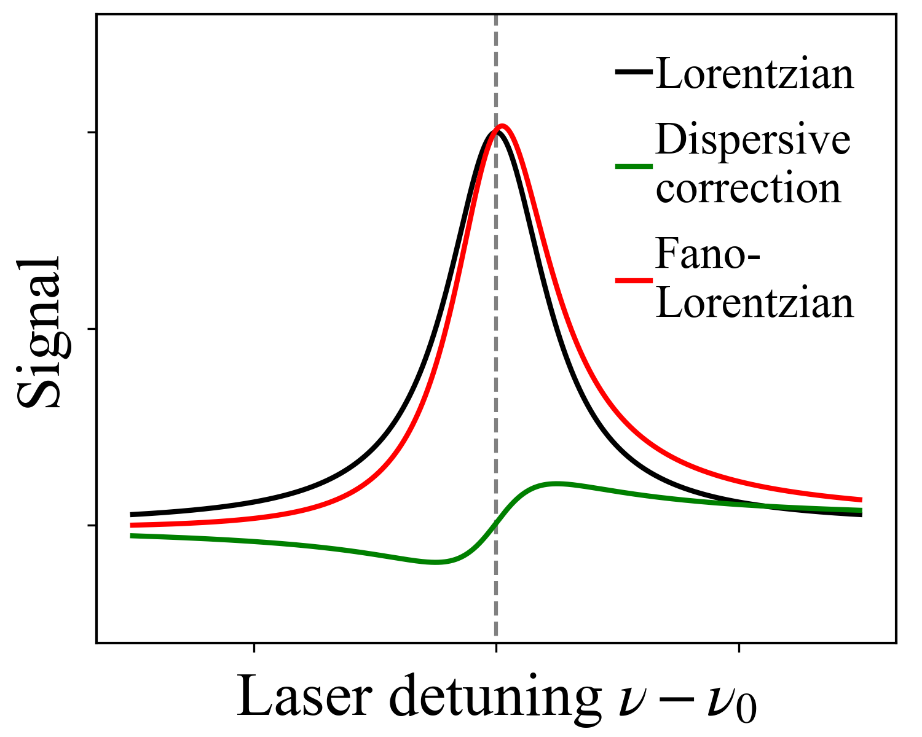 Lorentzian
Dispersive
correction
Fano-
Lorentzian
Signal
Laser detuning ν − ν₀